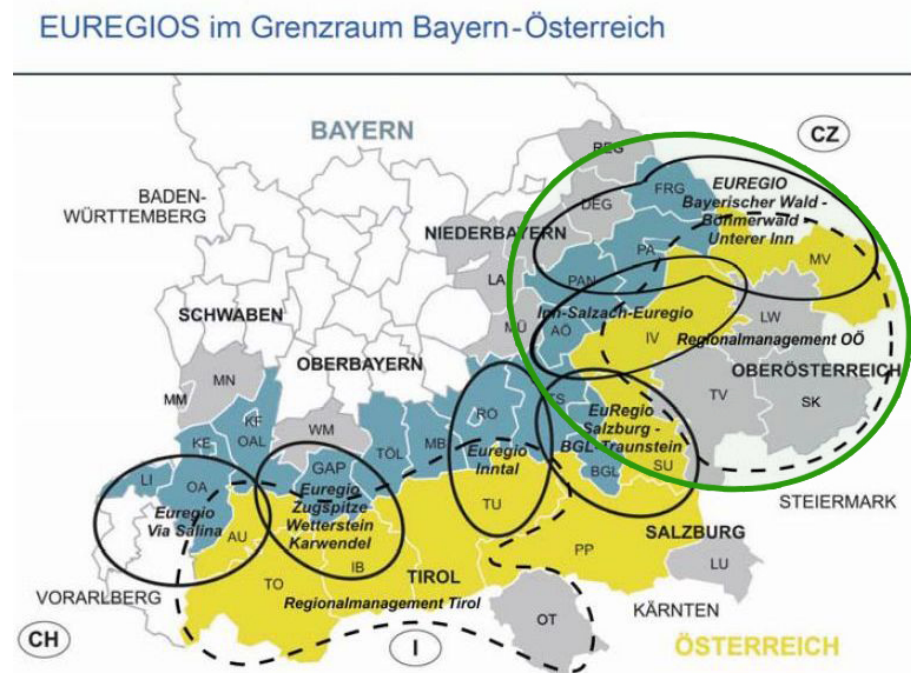 EUREGIOS im Grenzraum Bayern-Österreich
BAYERN
CZ
REG
BADEN-
WÜRTTEMBERG
FRG
EUREGIO
Bayerischer Wald -
Böhmerwald
Unterer Inn
DEG
NIEDERBAYERN
PA
MV
LA
PAN
SCHWABEN
MÜ
Inn-Salzach-Euregio
AÖ
LW
IV
Regionalmanagement OÖ
OBERBAYERN
OBERÖSTERREICH
MN
MM
TV
SK
KF
OAL
WM
RO
TS
EuRegio
Salzburg -
BGL-Traunstein
KE
TÖL
MB
GAP
Euregio
Inntal
SU
BGL
LI
OA
Euregio
Zugspitze
Wetterstein
Karwendel
STEIERMARK
Euregio
Via Salina
TU
AU
SALZBURG
PP
IB
TIROL
LU
TO
VORARLBERG
Regionalmanagement Tirol
KÄRNTEN
OT
CH
I
ÖSTERREICH